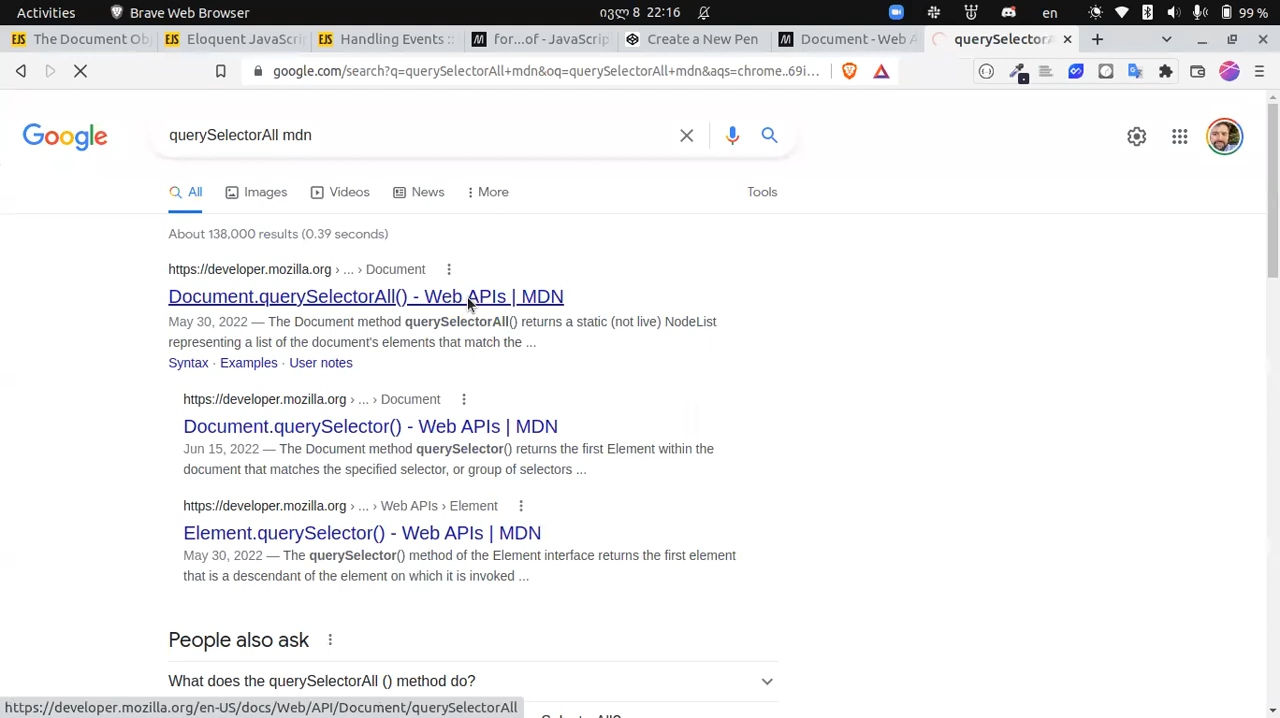 Activities
Brave Web Browser
ივლ 8 22:16
en
99 %
The Document Obj
Eloquent JavaScri
Handling Events ::
for...of - JavaScrip
Create a New Pen
Document - Web A
querySelectorA
google.com/search?q=querySelectorAll+mdn&oq=querySelectorAll+mdn&aqs=chrome..69i...
Google
querySelectorAll mdn
All
Images
Videos
News
More
Tools
About 138,000 results (0.39 seconds)
https://developer.mozilla.org › ... › Document
Document.querySelectorAll() - Web APIs | MDN
May 30, 2022 — The Document method querySelectorAll() returns a static (not live) NodeList
representing a list of the document's elements that match the ...
Syntax · Examples · User notes
https://developer.mozilla.org › ... › Document
Document.querySelector() - Web APIs | MDN
Jun 15, 2022 — The Document method querySelector() returns the first Element within the
document that matches the specified selector, or group of selectors ...
https://developer.mozilla.org › ... › Web APIs › Element
Element.querySelector() - Web APIs | MDN
May 30, 2022 — The querySelector() method of the Element interface returns the first element
that is a descendant of the element on which it is invoked ...
People also ask
What does the querySelectorAll () method do?
https://developer.mozilla.org/en-US/docs/Web/API/Document/querySelectorAll